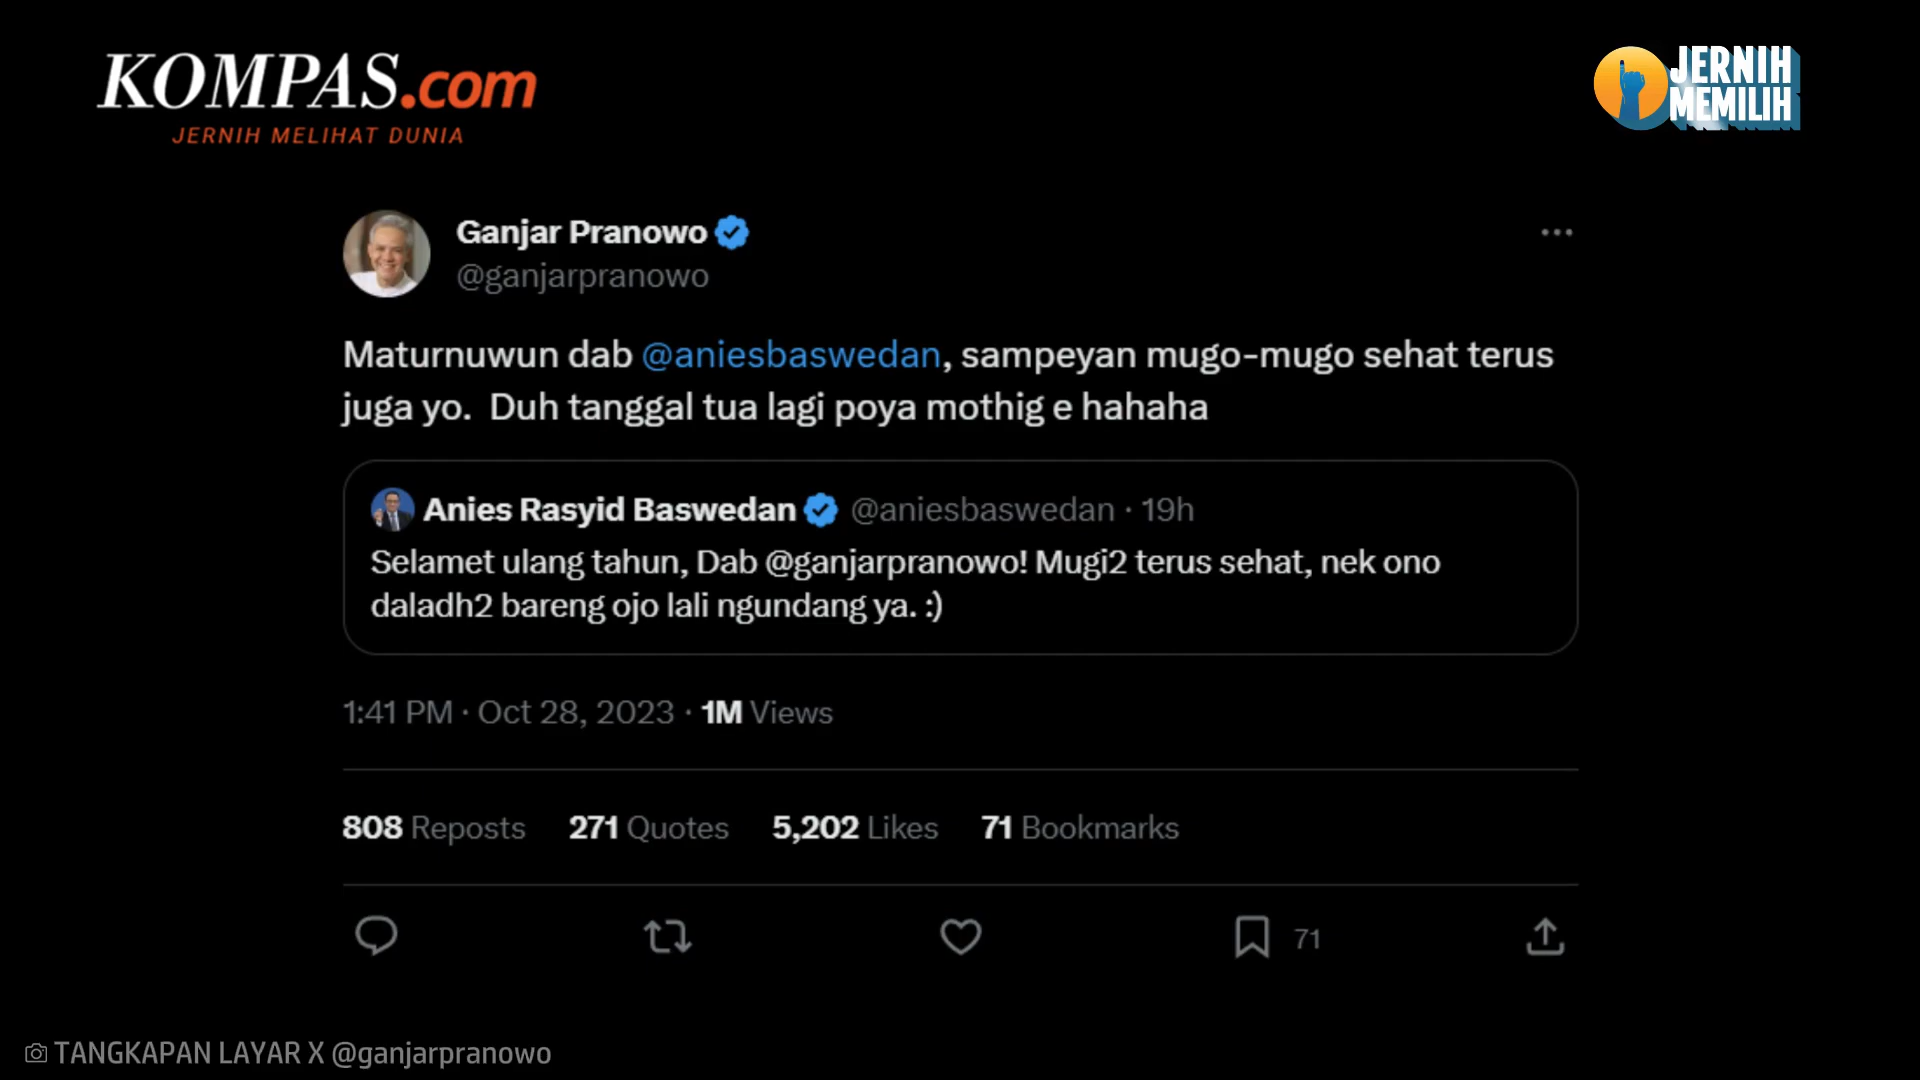 KOMPAS.com
JERNIH MELIHAT DUNIA
JERNIH
MEMILIH
Ganjar Pranowo
@ganjarpranowo
Maturnuwun dab @aniesbaswedan, sampeyan mugo-mugo sehat terus
juga yo. Duh tanggal tua lagi poya mothig e hahaha
Anies Rasyid Baswedan @aniesbaswedan · 19h
Selamet ulang tahun, Dab @ganjarpranowo! Mugi2 terus sehat, nek ono
daladh2 bareng ojo lali ngundang ya. :)
1:41 PM · Oct 28, 2023 · 1M Views
808 Reposts 271 Quotes 5,202 Likes 71 Bookmarks
71
TANGKAPAN LAYAR X @ganjarpranowo